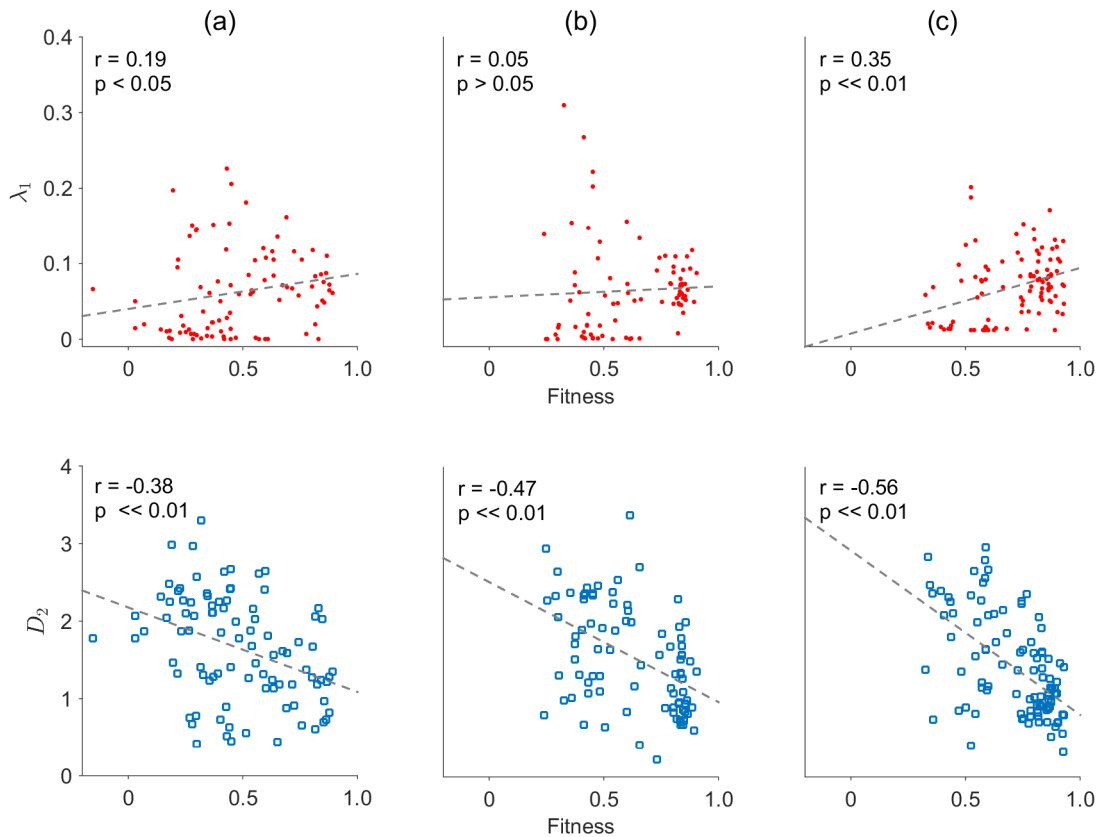 (a) (b) (c)
0.4
r = 0.19 r = 0.05 r = 0.35
p < 0.05 p > 0.05 p << 0.01
0.3
0.2
λ₁
0.1
0
0 0.5 1.0 0 0.5 1.0 0 0.5 1.0
Fitness
4
r = -0.38 r = -0.47 r = -0.56
p << 0.01 p << 0.01 p << 0.01
3
2
D₂
1
0
0 0.5 1.0 0 0.5 1.0 0 0.5 1.0
Fitness